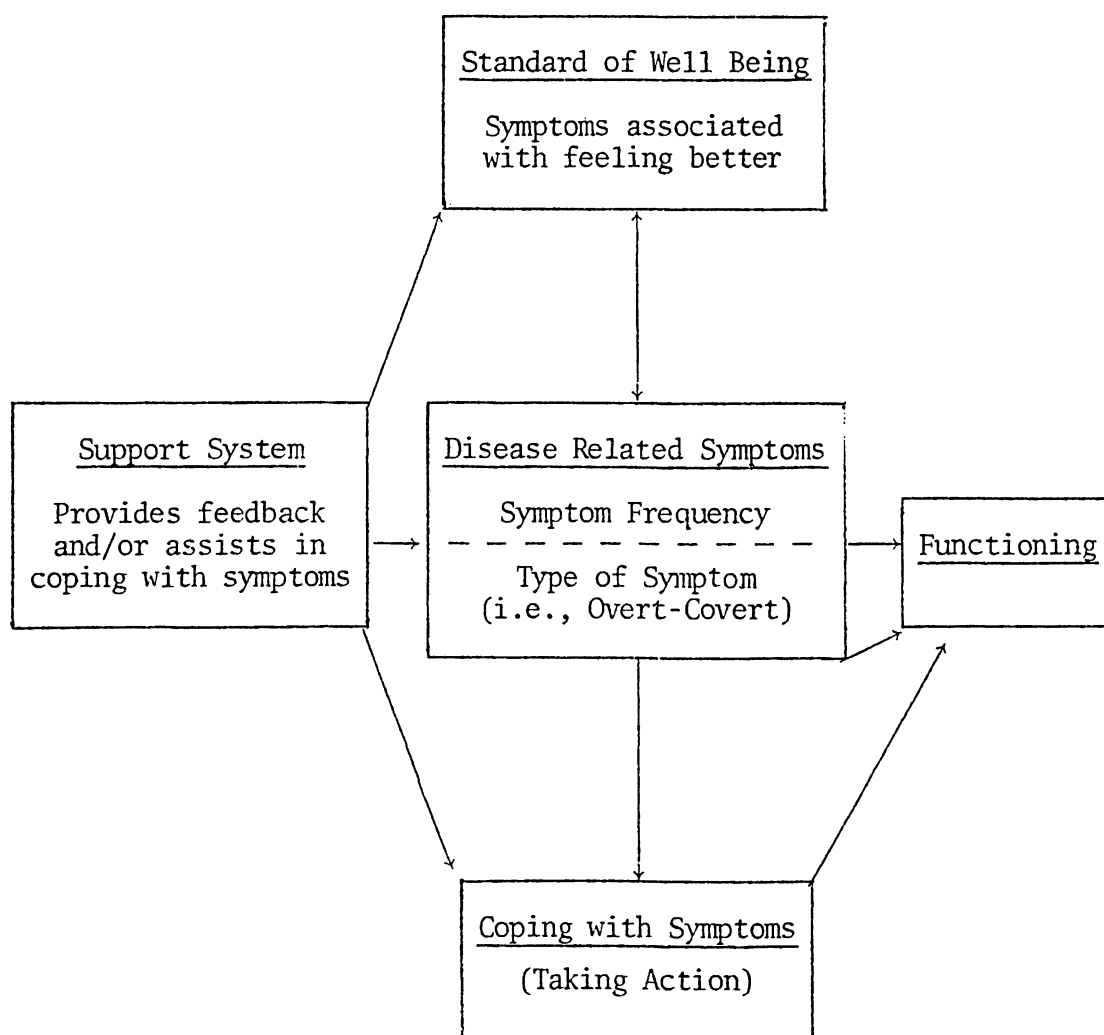 Standard of Well Being
Symptoms associated
with feeling better
Support System
Provides feedback
and/or assists in
coping with symptoms
Disease Related Symptoms
Symptom Frequency
Type of Symptom
(i.e., Overt-Covert)
Functioning
Coping with Symptoms
(Taking Action)